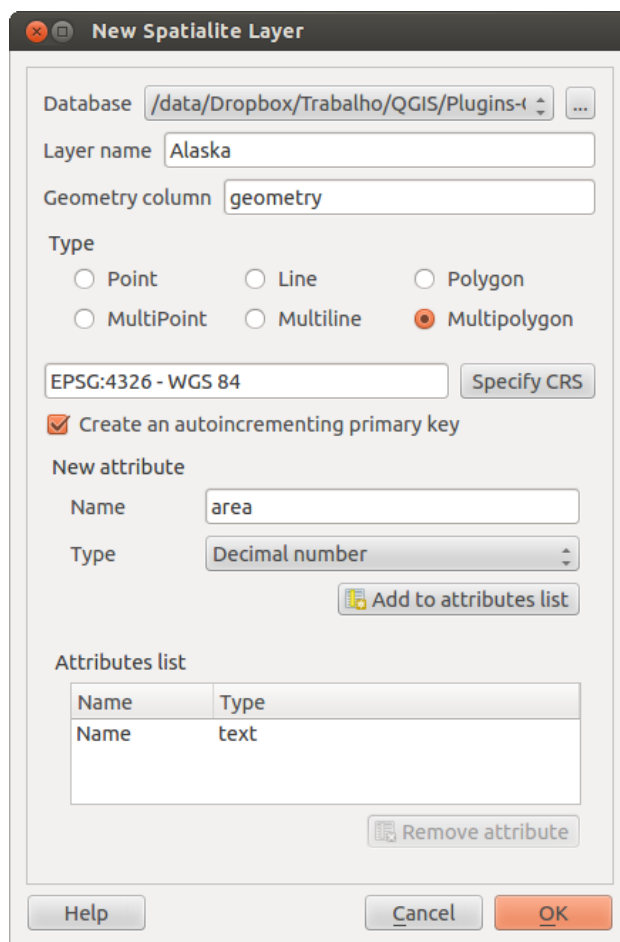 New Spatialite Layer
Database /data/Dropbox/Trabalho/QGIS/Plugins-( ...
Layer name Alaska
Geometry column geometry
Type
Point Line Polygon
MultiPoint Multiline Multipolygon
EPSG:4326 - WGS 84 Specify CRS
Create an autoincrementing primary key
New attribute
Name area
Type Decimal number
Add to attributes list
Attributes list
Name Type
Name text
Remove attribute
Help Cancel OK